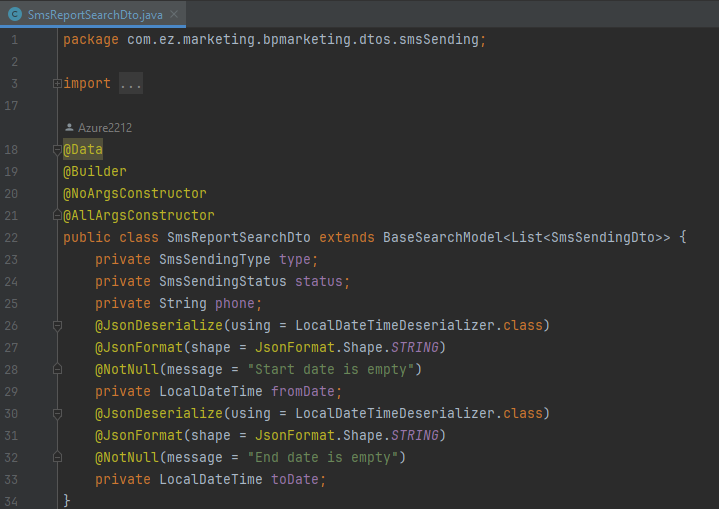 SmsReportSearchDto.java
1 package com.ez.marketing.bpmarketing.dtos.smsSending;
2
3 import ...
17
Azure2212
18 @Data
19 @Builder
20 @NoArgsConstructor
21 @AllArgsConstructor
22 public class SmsReportSearchDto extends BaseSearchModel<List<SmsSendingDto>> {
23 private SmsSendingType type;
24 private SmsSendingStatus status;
25 private String phone;
26 @JsonDeserialize(using = LocalDateTimeDeserializer.class)
27 @JsonFormat(shape = JsonFormat.Shape.STRING)
28 @NotNull(message = "Start date is empty")
29 private LocalDateTime fromDate;
30 @JsonDeserialize(using = LocalDateTimeDeserializer.class)
31 @JsonFormat(shape = JsonFormat.Shape.STRING)
32 @NotNull(message = "End date is empty")
33 private LocalDateTime toDate;
34 }